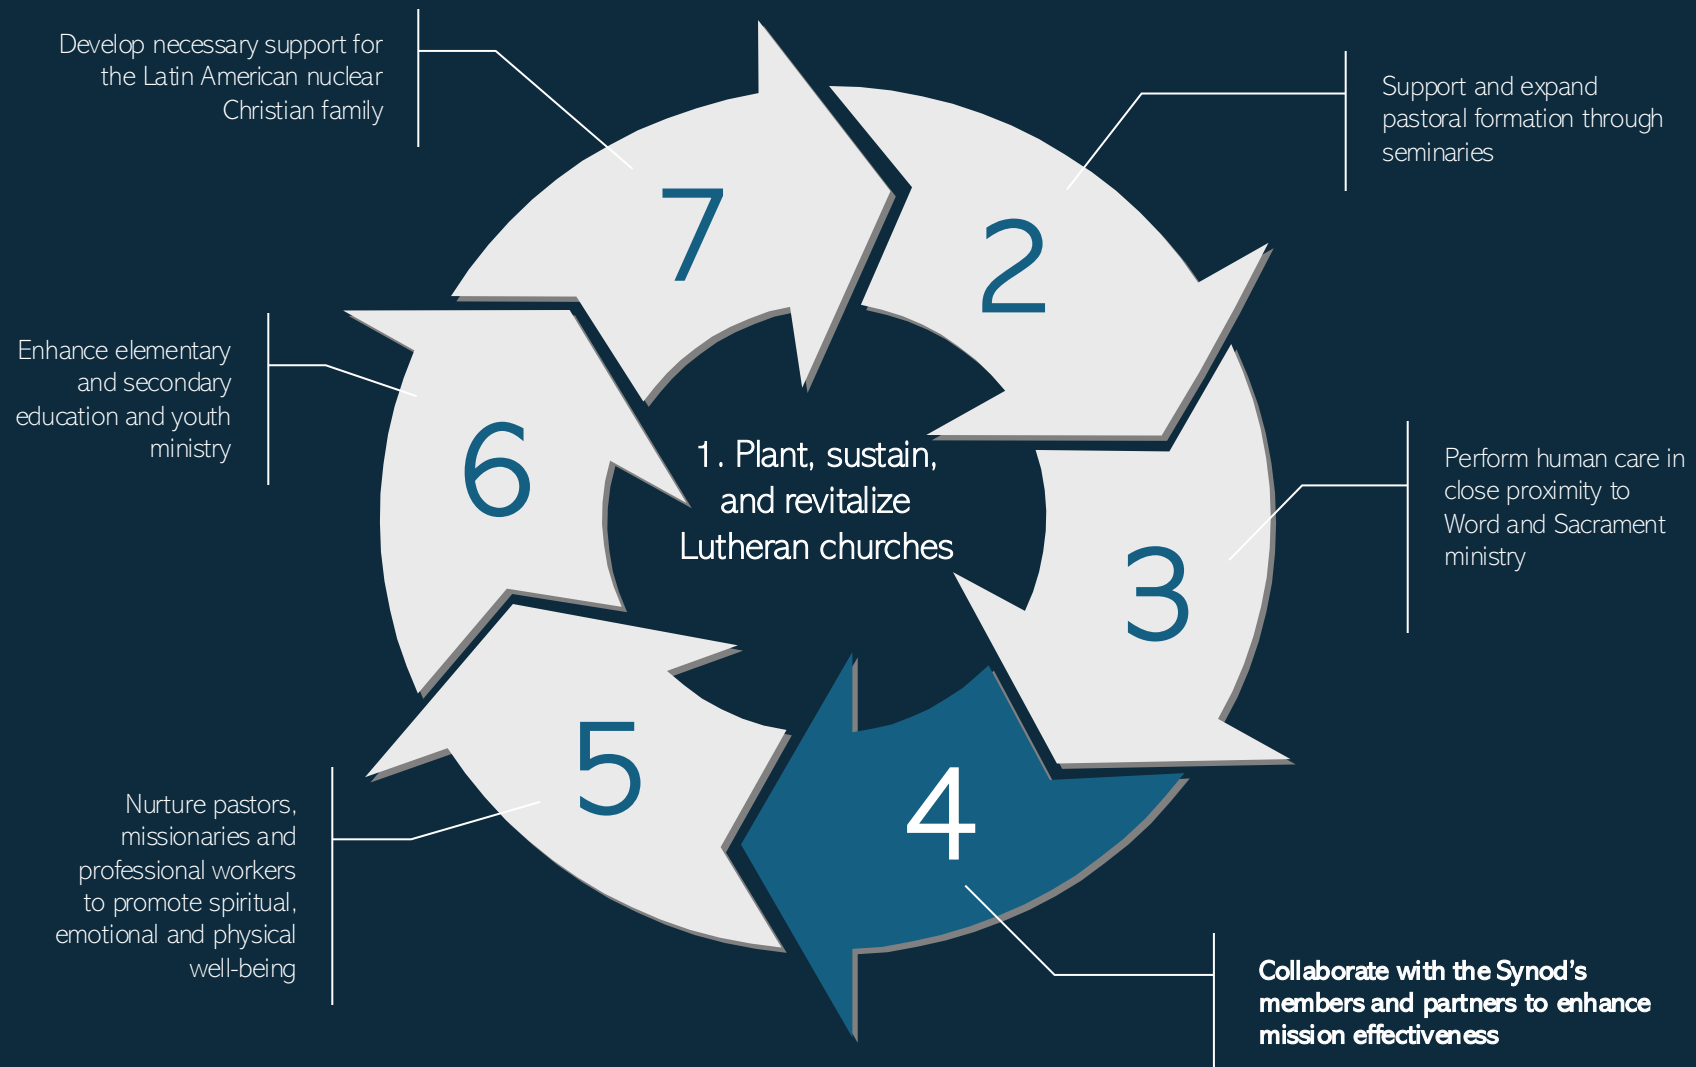 Develop necessary support for
the Latin American nuclear
Christian family
7
Support and expand
pastoral formation through
seminaries
2
Enhance elementary
and secondary
education and youth
ministry
6
1. Plant, sustain,
and revitalize
Lutheran churches
Perform human care in
close proximity to
Word and Sacrament
ministry
3
Nurture pastors,
missionaries and
professional workers
to promote spiritual,
emotional and physical
well-being
5
4
Collaborate with the Synod’s
members and partners to enhance
mission effectiveness